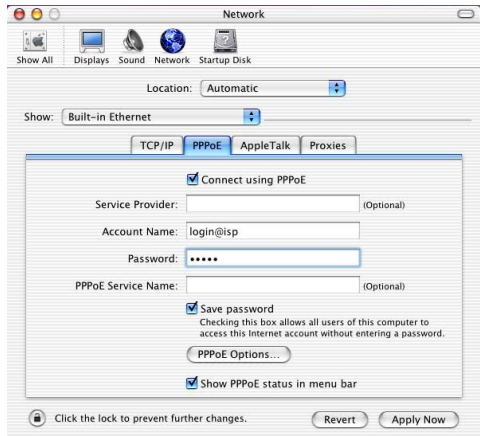 Network
Show All Displays Sound Network Startup Disk
Location: Automatic
Show: Built-in Ethernet
TCP/IP PPPoE AppleTalk Proxies
Connect using PPPoE
Service Provider: (Optional)
Account Name: login@isp
Password: •••••
PPPoE Service Name: (Optional)
Save password
Checking this box allows all users of this computer to
access this Internet account without entering a password.
PPPoE Options...
Show PPPoE status in menu bar
Click the lock to prevent further changes. Revert Apply Now